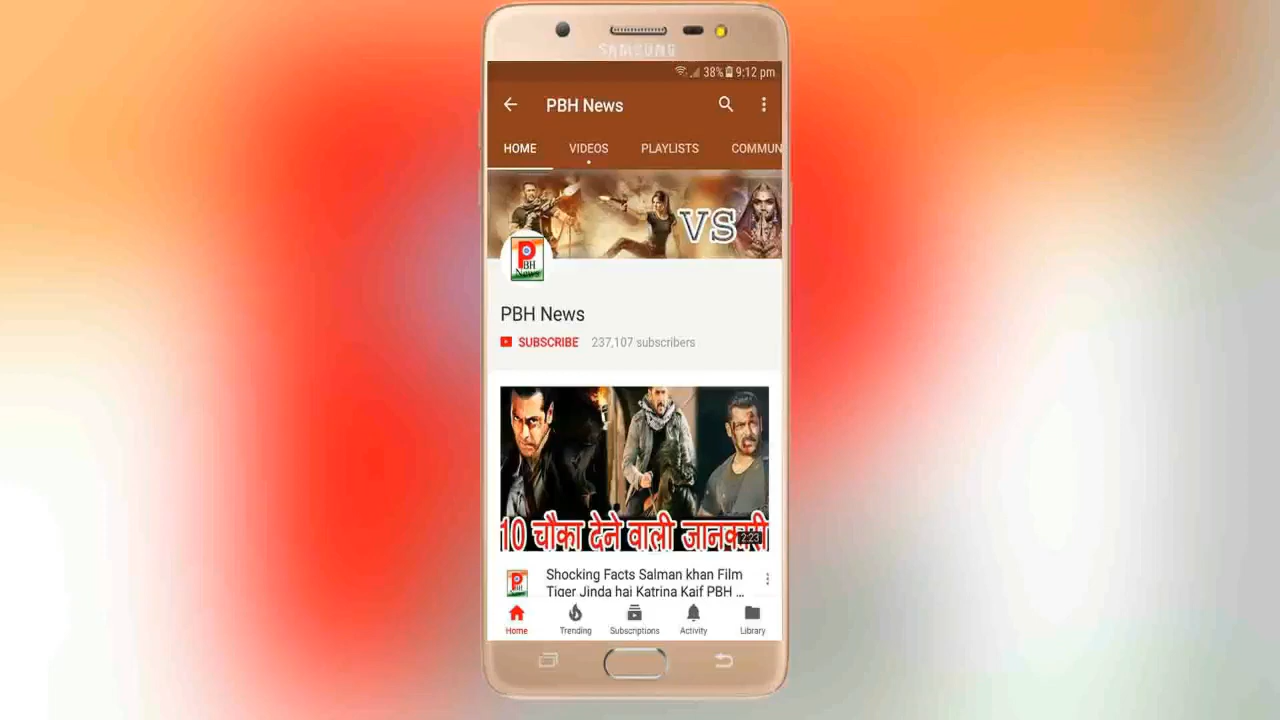 SAMSUNG
38% 9:12 pm
PBH News
HOME VIDEOS PLAYLISTS COMMUN
VS
P
BH
News
PBH News
SUBSCRIBE 237,107 subscribers
10 चौका देने वाली जानकारी
2:23
Shocking Facts Salman khan Film
Tiger Jinda hai Katrina Kaif PBH ...
Home Trending Subscriptions Activity Library